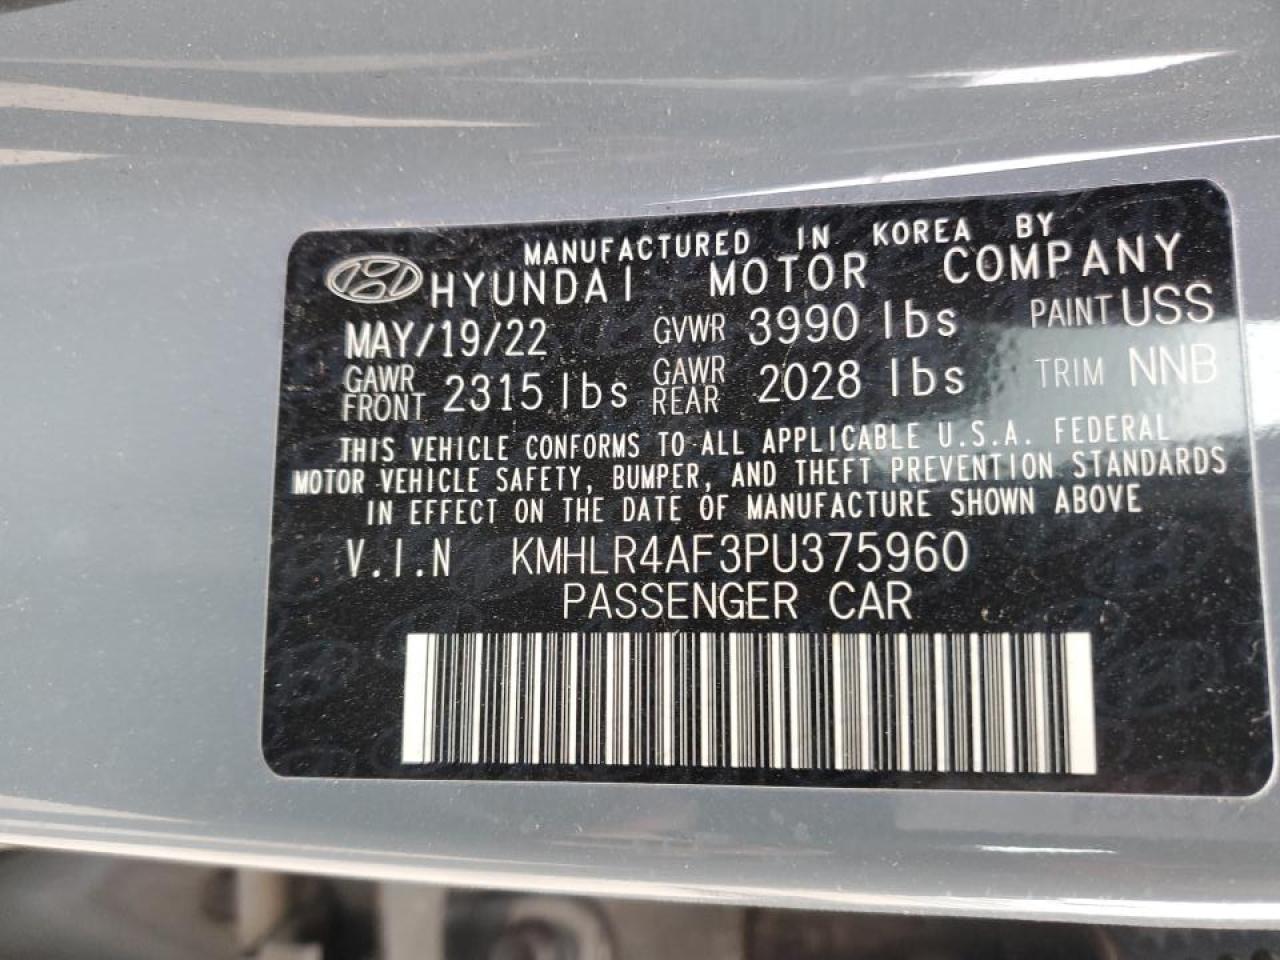 MANUFACTURED IN KOREA BY
HYUNDAI MOTOR COMPANY
MAY/19/22 GVWR 3990 lbs PAINT USS
GAWR FRONT 2315 lbs GAWR REAR 2028 lbs TRIM NNB
THIS VEHICLE CONFORMS TO ALL APPLICABLE U.S.A. FEDERAL
MOTOR VEHICLE SAFETY, BUMPER, AND THEFT PREVENTION STANDARDS
IN EFFECT ON THE DATE OF MANUFACTURE SHOWN ABOVE
V.I.N KMHLR4AF3PU375960
PASSENGER CAR